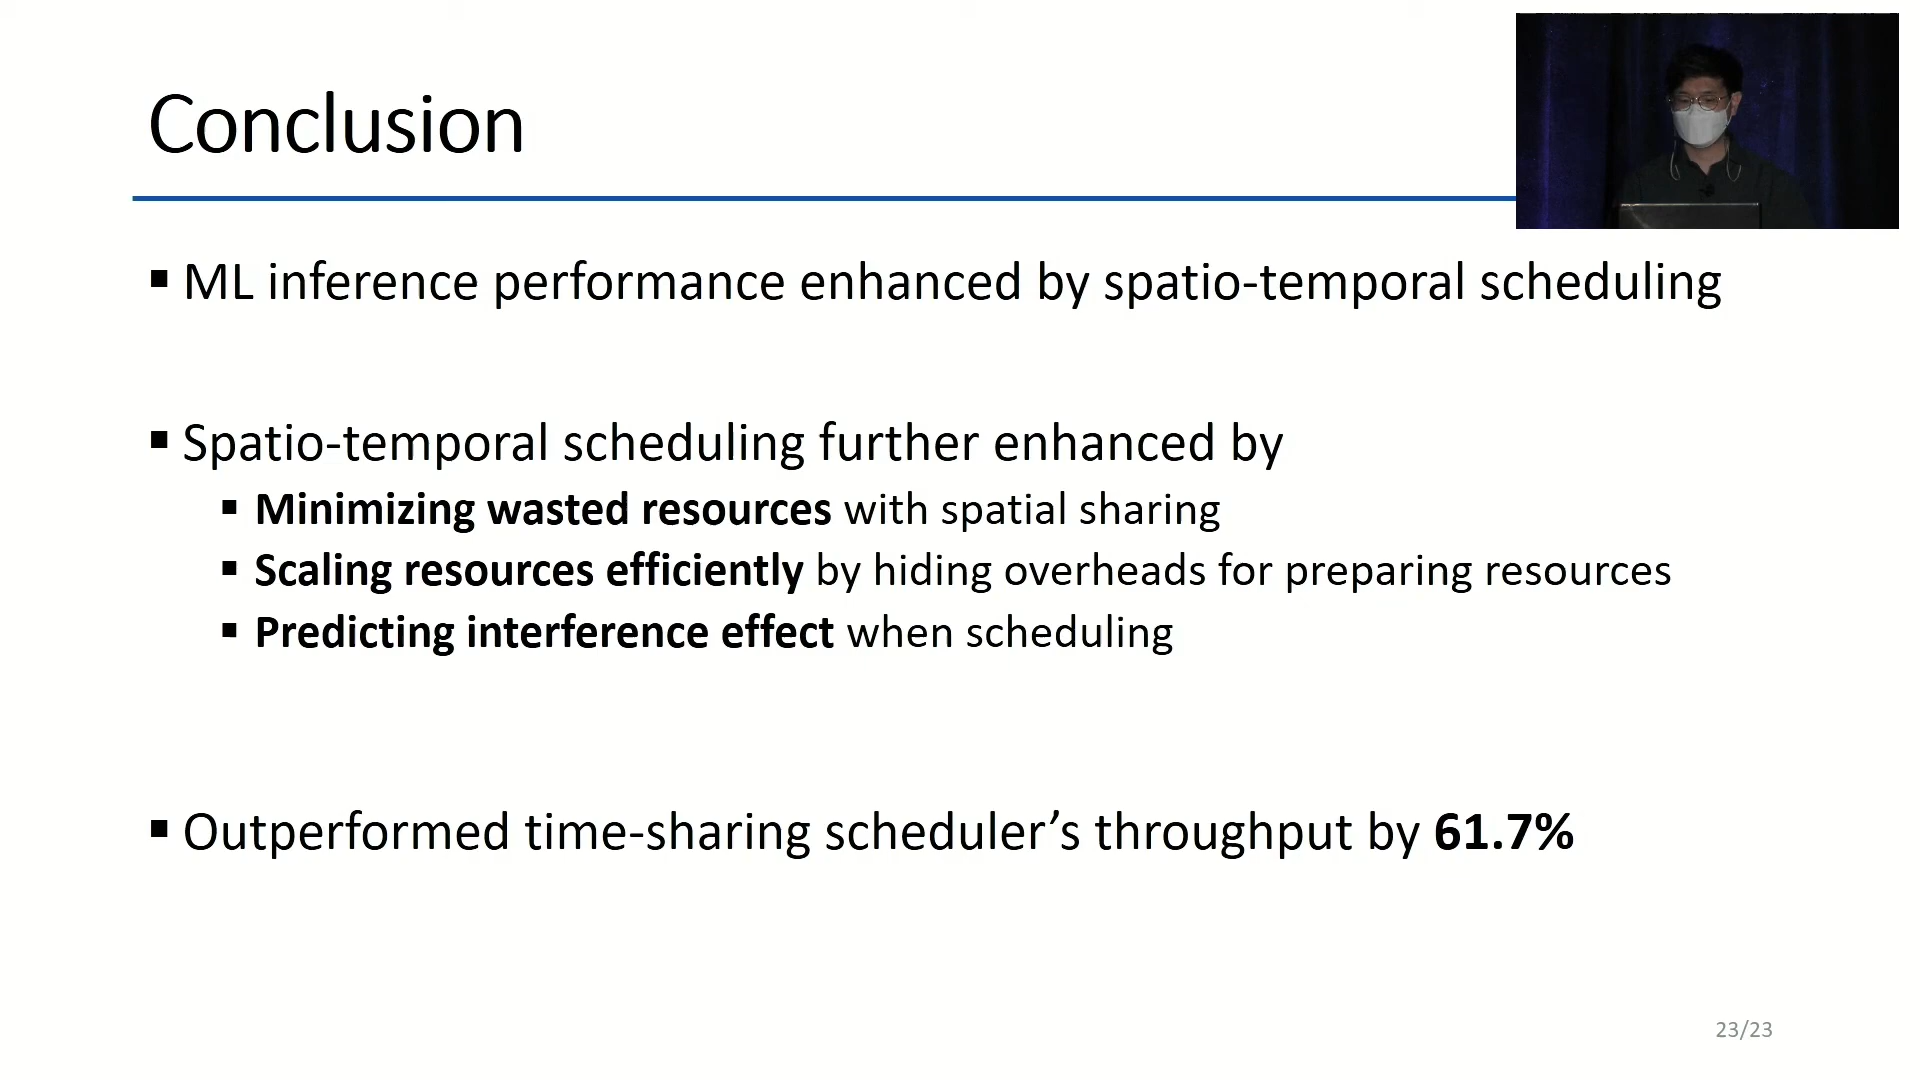 Conclusion
▪ ML inference performance enhanced by spatio-temporal scheduling
▪ Spatio-temporal scheduling further enhanced by
▪ Minimizing wasted resources with spatial sharing
▪ Scaling resources efficiently by hiding overheads for preparing resources
▪ Predicting interference effect when scheduling
▪ Outperformed time-sharing scheduler’s throughput by 61.7%
23/23